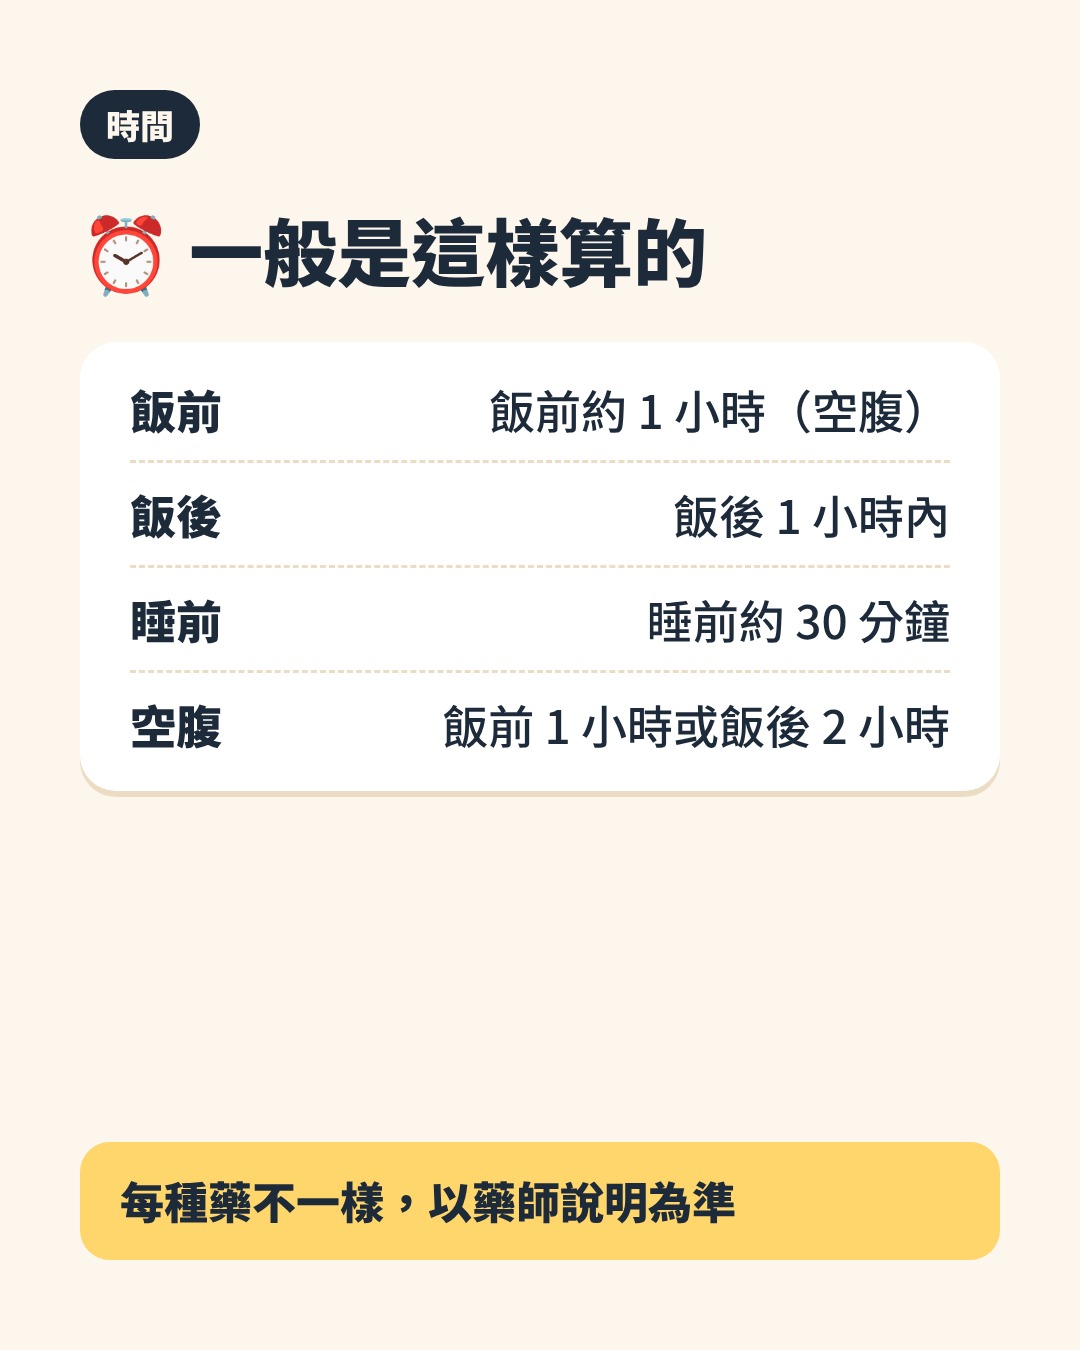 時間
一般是這樣算的
飯前 飯前約 1 小時（空腹）
飯後 飯後 1 小時內
睡前 睡前約 30 分鐘
空腹 飯前 1 小時或飯後 2 小時
每種藥不一樣，以藥師說明為準